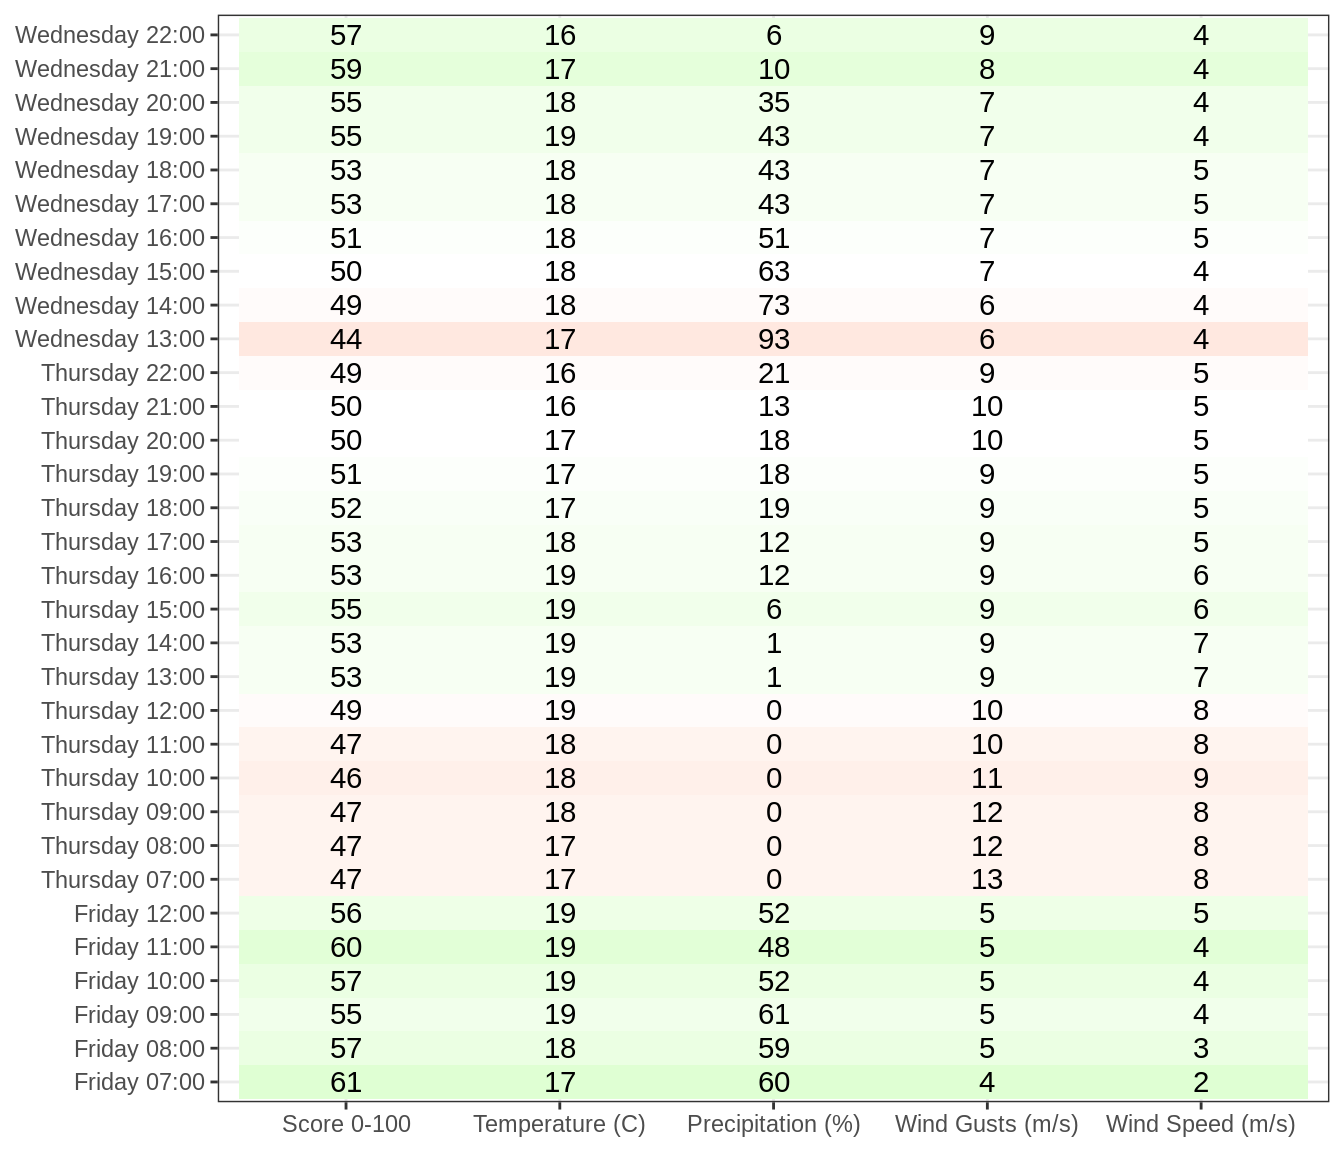 Wednesday 22:00 57 16 6 9 4
Wednesday 21:00 59 17 10 8 4
Wednesday 20:00 55 18 35 7 4
Wednesday 19:00 55 19 43 7 4
Wednesday 18:00 53 18 43 7 5
Wednesday 17:00 53 18 43 7 5
Wednesday 16:00 51 18 51 7 5
Wednesday 15:00 50 18 63 7 4
Wednesday 14:00 49 18 73 6 4
Wednesday 13:00 44 17 93 6 4
Thursday 22:00 49 16 21 9 5
Thursday 21:00 50 16 13 10 5
Thursday 20:00 50 17 18 10 5
Thursday 19:00 51 17 18 9 5
Thursday 18:00 52 17 19 9 5
Thursday 17:00 53 18 12 9 5
Thursday 16:00 53 19 12 9 6
Thursday 15:00 55 19 6 9 6
Thursday 14:00 53 19 1 9 7
Thursday 13:00 53 19 1 9 7
Thursday 12:00 49 19 0 10 8
Thursday 11:00 47 18 0 10 8
Thursday 10:00 46 18 0 11 9
Thursday 09:00 47 18 0 12 8
Thursday 08:00 47 17 0 12 8
Thursday 07:00 47 17 0 13 8
Friday 12:00 56 19 52 5 5
Friday 11:00 60 19 48 5 4
Friday 10:00 57 19 52 5 4
Friday 09:00 55 19 61 5 4
Friday 08:00 57 18 59 5 3
Friday 07:00 61 17 60 4 2
Score 0-100 Temperature (C) Precipitation (%) Wind Gusts (m/s) Wind Speed (m/s)